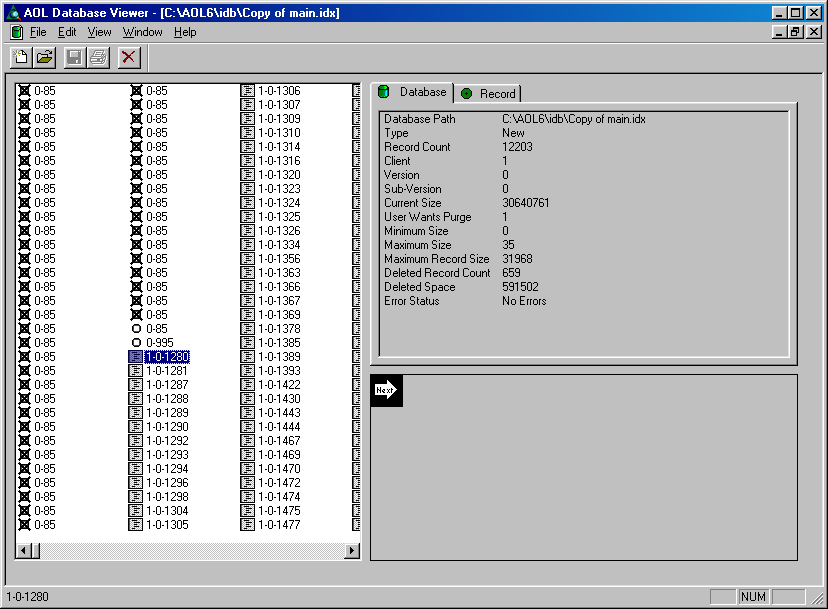 AOL Database Viewer - [C:\AOL6\idb\Copy of main.idx]
File Edit View Window Help
0-85 0-85 1-0-1306
0-85 0-85 1-0-1307
0-85 0-85 1-0-1309
0-85 0-85 1-0-1310
0-85 0-85 1-0-1314
0-85 0-85 1-0-1316
0-85 0-85 1-0-1320
0-85 0-85 1-0-1323
0-85 0-85 1-0-1324
0-85 0-85 1-0-1325
0-85 0-85 1-0-1326
0-85 0-85 1-0-1334
0-85 0-85 1-0-1356
0-85 0-85 1-0-1363
0-85 0-85 1-0-1366
0-85 0-85 1-0-1367
0-85 0-85 1-0-1369
0-85 0-85 1-0-1378
0-85 0-995 1-0-1385
0-85 1-0-1280 1-0-1389
0-85 1-0-1281 1-0-1393
0-85 1-0-1287 1-0-1422
0-85 1-0-1288 1-0-1430
0-85 1-0-1289 1-0-1443
0-85 1-0-1290 1-0-1444
0-85 1-0-1292 1-0-1467
0-85 1-0-1293 1-0-1469
0-85 1-0-1294 1-0-1470
0-85 1-0-1296 1-0-1472
0-85 1-0-1298 1-0-1474
0-85 1-0-1304 1-0-1475
0-85 1-0-1305 1-0-1477
Database Record
Database Path C:\AOL6\idb\Copy of main.idx
Type New
Record Count 12203
Client 1
Version 0
Sub-Version 0
Current Size 30640761
User Wants Purge 1
Minimum Size 0
Maximum Size 35
Maximum Record Size 31968
Deleted Record Count 659
Deleted Space 591502
Error Status No Errors
Next
1-0-1280 NUM